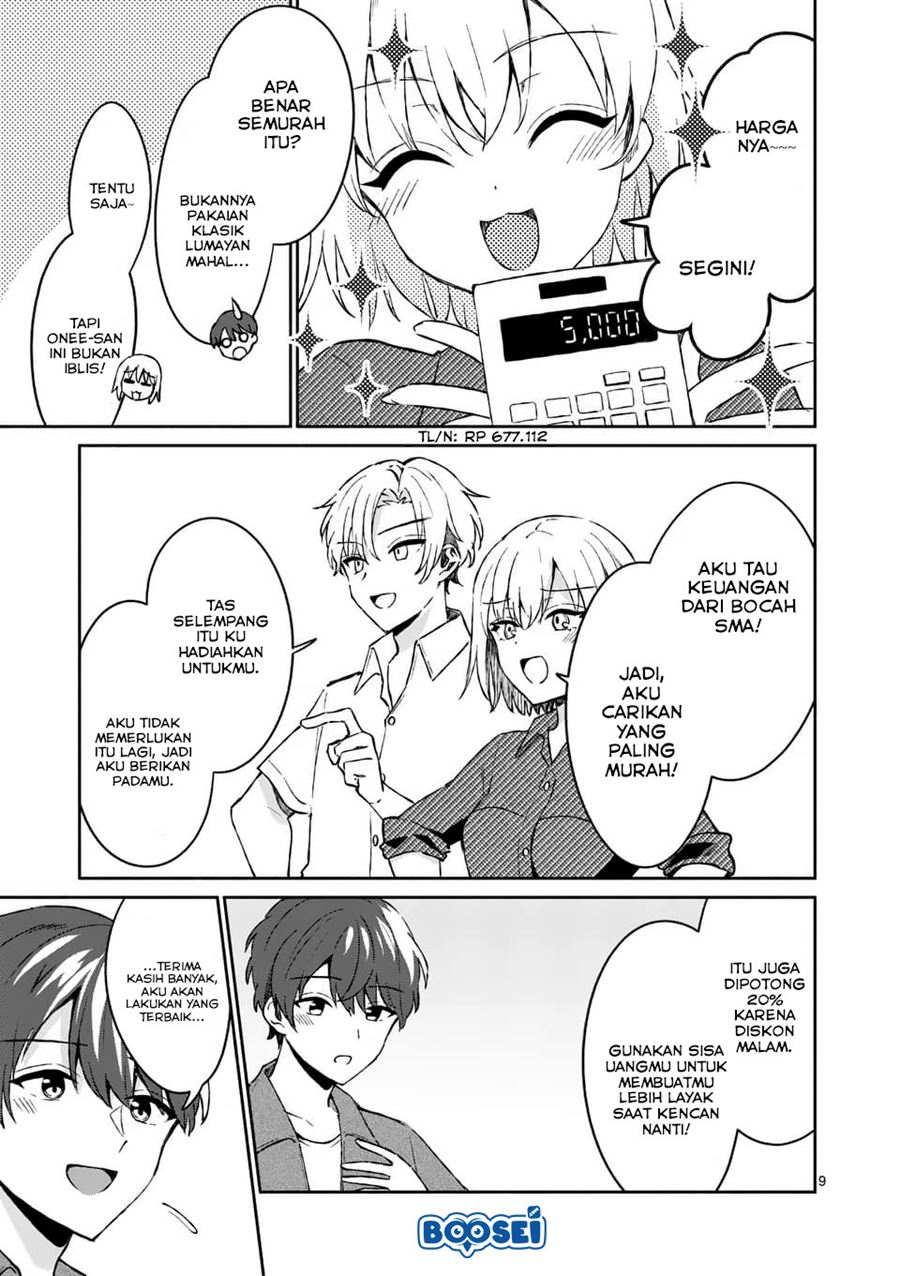 HARGA
NYA~~~
SEGINI!
5,000
APA
BENAR
SEMURAH
ITU?
BUKANNYA
PAKAIAN
KLASIK
LUMAYAN
MAHAL...
TENTU
SAJA~
TAPI
ONEE-SAN
INI BUKAN
IBLIS!
TL/N: RP 677.112
AKU TAU
KEUANGAN
DARI BOCAH
SMA!
JADI,
AKU
CARIKAN
YANG
PALING
MURAH!
TAS
SELEMPANG
ITU KU
HADIAHKAN
UNTUKMU.
AKU TIDAK
MEMERLUKAN
ITU LAGI, JADI
AKU BERIKAN
PADAMU.
ITU JUGA
DIPOTONG
20%
KARENA
DISKON
MALAM.
GUNAKAN SISA
UANGMU UNTUK
MEMBUATMU
LEBIH LAYAK
SAAT KENCAN
NANTI!
...TERIMA
KASIH BANYAK,
AKU AKAN
LAKUKAN YANG
TERBAIK...
9
BOOSEI